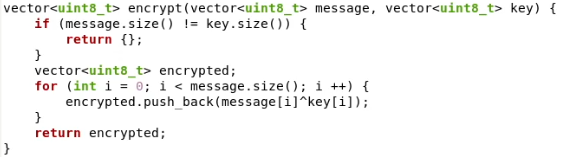 vector<uint8_t> encrypt(vector<uint8_t> message, vector<uint8_t> key) {
    if (message.size() != key.size()) {
        return {};
    }
    vector<uint8_t> encrypted;
    for (int i = 0; i < message.size(); i ++) {
        encrypted.push_back(message[i]^key[i]);
    }
    return encrypted;
}